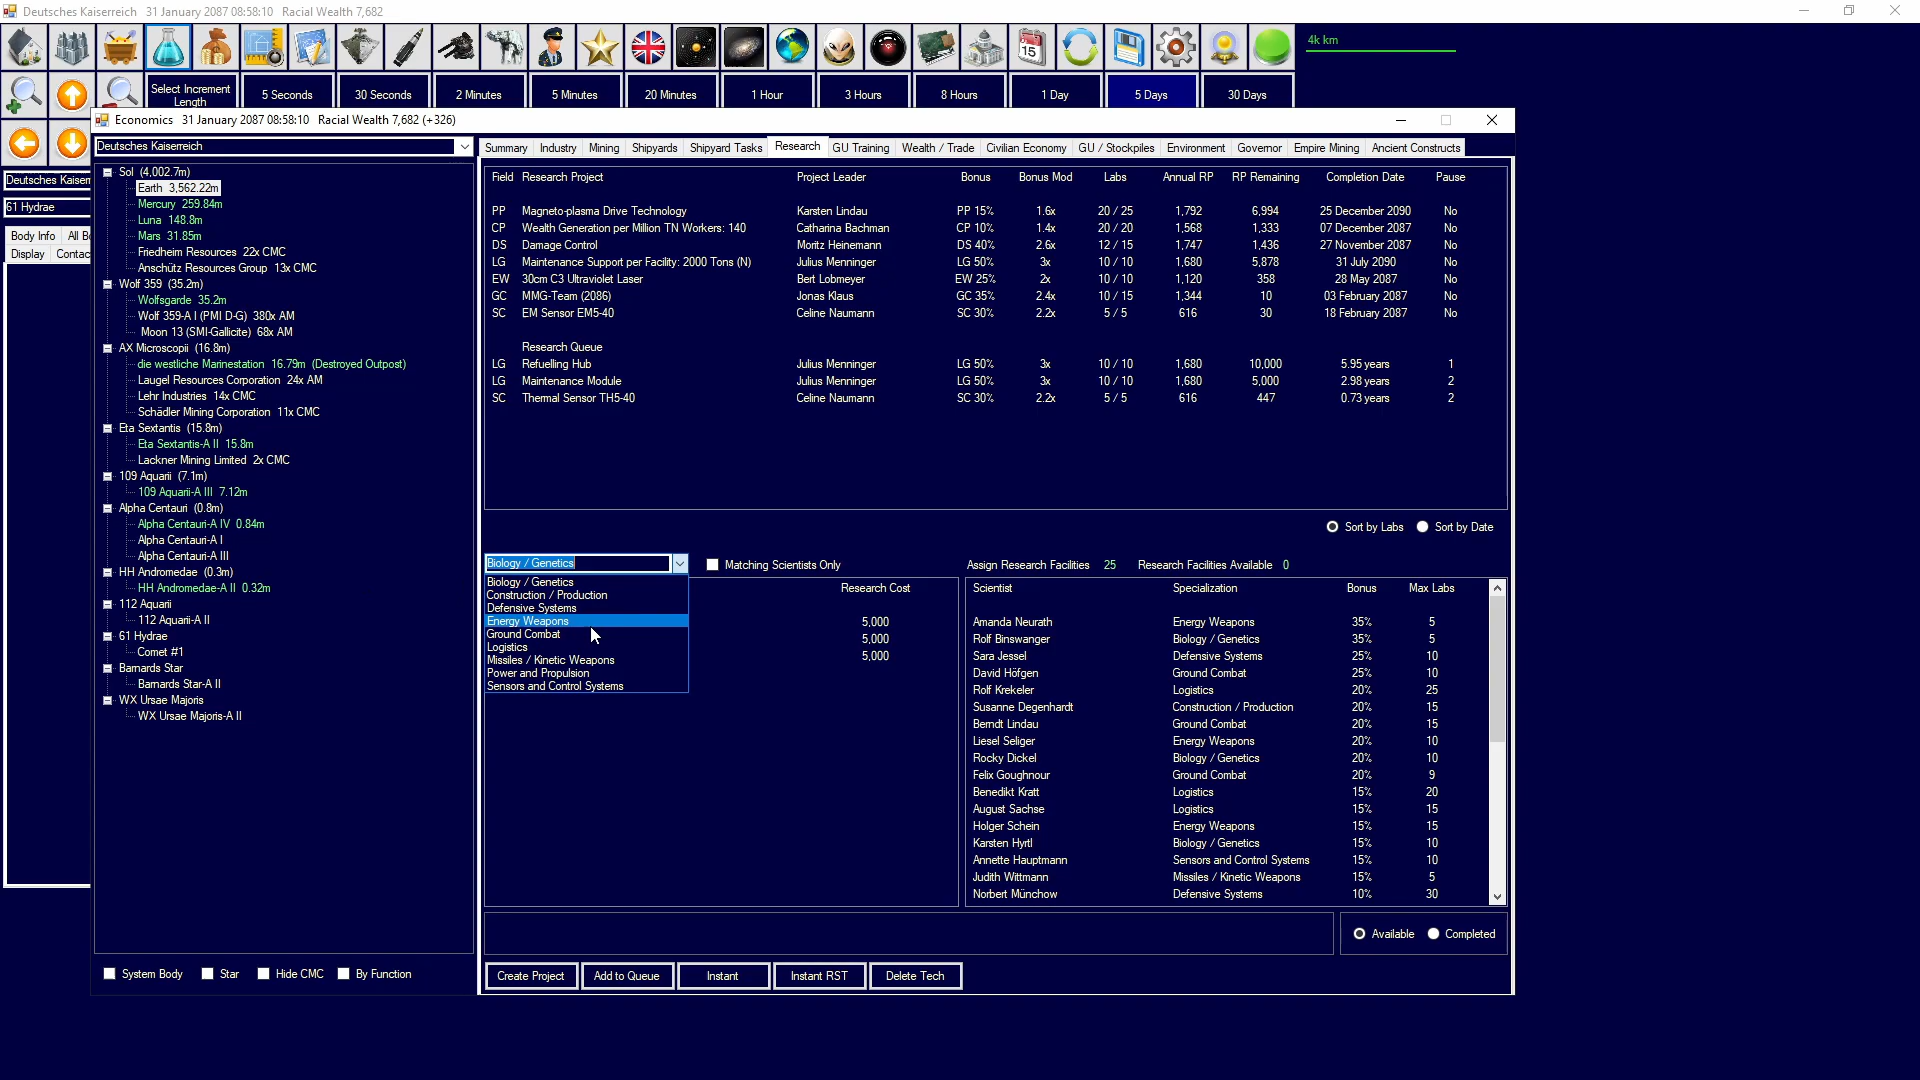 Deutsches Kaiserreich   31 January 2087 08:58:10   Racial Wealth 7,682
4k km
Select Increment Length
5 Seconds
30 Seconds
2 Minutes
5 Minutes
20 Minutes
1 Hour
3 Hours
8 Hours
1 Day
5 Days
30 Days
Economics   31 January 2087 08:58:10   Racial Wealth 7,682 (+326)
Deutsches Kaisern
61 Hydrae
Body Info   All Bo
Display   Contac
Deutsches Kaiserreich
Sol (4,002.7m)
Earth 3,562.22m
Mercury 259.84m
Luna 148.8m
Mars 31.85m
Friedheim Resources 22x CMC
Anschütz Resources Group 13x CMC
Wolf 359 (35.2m)
Wolfsgarde 35.2m
Wolf 359-A I (PMI D-G) 380x AM
Moon 13 (SMI-Gallicite) 68x AM
AX Microscopii (16.8m)
die westliche Marinestation 16.79m (Destroyed Outpost)
Laugel Resources Corporation 24x AM
Lehr Industries 14x CMC
Schädler Mining Corporation 11x CMC
Eta Sextantis (15.8m)
Eta Sextantis-A II 15.8m
Lackner Mining Limited 2x CMC
109 Aquarii (7.1m)
109 Aquarii-A III 7.12m
Alpha Centauri (0.8m)
Alpha Centauri-A IV 0.84m
Alpha Centauri-A I
Alpha Centauri-A III
HH Andromedae (0.3m)
HH Andromedae-A II 0.32m
112 Aquarii
112 Aquarii-A II
61 Hydrae
Comet #1
Barnards Star
Barnards Star-A II
WX Ursae Majoris
WX Ursae Majoris-A II
System Body   Star   Hide CMC   By Function
Summary   Industry   Mining   Shipyards   Shipyard Tasks   Research   GU Training   Wealth / Trade   Civilian Economy   GU / Stockpiles   Environment   Governor   Empire Mining   Ancient Constructs
Field   Research Project   Project Leader   Bonus   Bonus Mod   Labs   Annual RP   RP Remaining   Completion Date   Pause
PP   Magneto-plasma Drive Technology   Karsten Lindau   PP 15%   1.6x   20 / 25   1,792   6,994   25 December 2090   No
CP   Wealth Generation per Million TN Workers: 140   Catharina Bachman   CP 10%   1.4x   20 / 20   1,568   1,333   07 December 2087   No
DS   Damage Control   Moritz Heinemann   DS 40%   2.6x   12 / 15   1,747   1,436   27 November 2087   No
LG   Maintenance Support per Facility: 2000 Tons (N)   Julius Menninger   LG 50%   3x   10 / 10   1,680   5,878   31 July 2090   No
EW   30cm C3 Ultraviolet Laser   Bert Lobmeyer   EW 25%   2x   10 / 10   1,120   358   28 May 2087   No
GC   MMG-Team (2086)   Jonas Klaus   GC 35%   2.4x   10 / 15   1,344   10   03 February 2087   No
SC   EM Sensor EM5-40   Celine Naumann   SC 30%   2.2x   5 / 5   616   30   18 February 2087   No
Research Queue
LG   Refuelling Hub   Julius Menninger   LG 50%   3x   10 / 10   1,680   10,000   5.95 years   1
LG   Maintenance Module   Julius Menninger   LG 50%   3x   10 / 10   1,680   5,000   2.98 years   2
SC   Thermal Sensor TH5-40   Celine Naumann   SC 30%   2.2x   5 / 5   616   447   0.73 years   2
Sort by Labs   Sort by Date
Biology / Genetics   Matching Scientists Only   Assign Research Facilities   25   Research Facilities Available   0
Biology / Genetics
Construction / Production
Defensive Systems
Energy Weapons
Ground Combat
Logistics
Missiles / Kinetic Weapons
Power and Propulsion
Sensors and Control Systems
Research Cost
5,000
5,000
5,000
Scientist   Specialization   Bonus   Max Labs
Amanda Neurath   Energy Weapons   35%   5
Rolf Binswanger   Biology / Genetics   35%   5
Sara Jessel   Defensive Systems   25%   10
David Höfgen   Ground Combat   25%   10
Rolf Krekeler   Logistics   20%   25
Susanne Degenhardt   Construction / Production   20%   15
Berndt Lindau   Ground Combat   20%   15
Liesel Seliger   Energy Weapons   20%   10
Rocky Dickel   Biology / Genetics   20%   10
Felix Goughnour   Ground Combat   20%   9
Benedikt Kratt   Logistics   15%   20
August Sachse   Logistics   15%   15
Holger Schein   Energy Weapons   15%   15
Karsten Hyrtl   Biology / Genetics   15%   10
Annette Hauptmann   Sensors and Control Systems   15%   10
Judith Wittmann   Missiles / Kinetic Weapons   15%   5
Norbert Münchow   Defensive Systems   10%   30
Available   Completed
Create Project   Add to Queue   Instant   Instant RST   Delete Tech